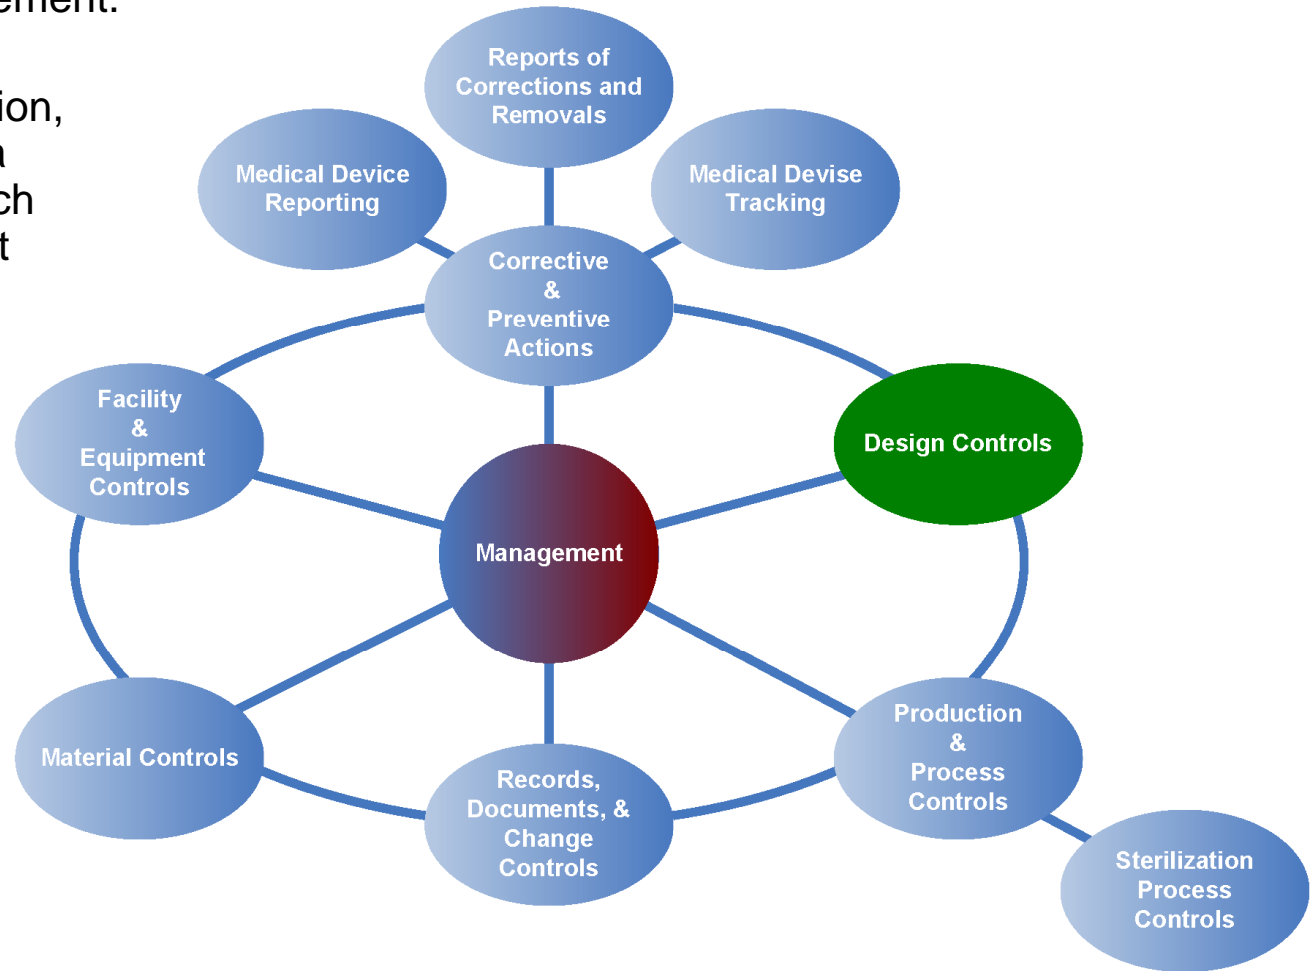 ement.
ion,
a
ch
t
Reports of
Corrections and
Removals
Medical Device
Reporting
Medical Devise
Tracking
Corrective
&
Preventive
Actions
Facility
&
Equipment
Controls
Design Controls
Management
Material Controls
Records,
Documents, &
Change
Controls
Production
&
Process
Controls
Sterilization
Process
Controls